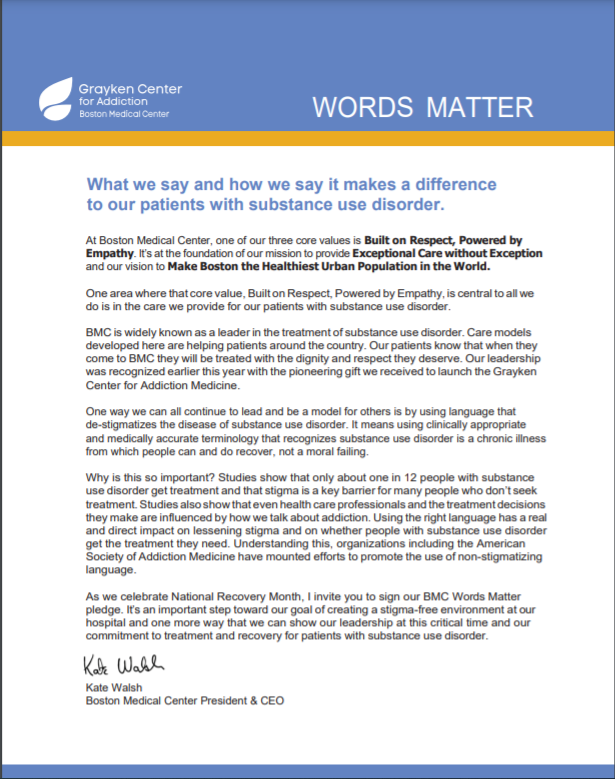 Grayken Center
for Addiction
Boston Medical Center
WORDS MATTER
What we say and how we say it makes a difference
to our patients with substance use disorder.
At Boston Medical Center, one of our three core values is Built on Respect, Powered by
Empathy. It's at the foundation of our mission to provide Exceptional Care without Exception
and our vision to Make Boston the Healthiest Urban Population in the World.
One area where that core value, Built on Respect, Powered by Empathy, is central to all we
do is in the care we provide for our patients with substance use disorder.
BMC is widely known as a leader in the treatment of substance use disorder. Care models
developed here are helping patients around the country. Our patients know that when they
come to BMC they will be treated with the dignity and respect they deserve. Our leadership
was recognized earlier this year with the pioneering gift we received to launch the Grayken
Center for Addiction Medicine.
One way we can all continue to lead and be a model for others is by using language that
de-stigmatizes the disease of substance use disorder. It means using clinically appropriate
and medically accurate terminology that recognizes substance use disorder is a chronic illness
from which people can and do recover, not a moral failing.
Why is this so important? Studies show that only about one in 12 people with substance
use disorder get treatment and that stigma is a key barrier for many people who don't seek
treatment. Studies also show that even health care professionals and the treatment decisions
they make are influenced by how we talk about addiction. Using the right language has a real
and direct impact on lessening stigma and on whether people with substance use disorder
get the treatment they need. Understanding this, organizations including the American
Society of Addiction Medicine have mounted efforts to promote the use of non-stigmatizing
language.
As we celebrate National Recovery Month, I invite you to sign our BMC Words Matter
pledge. It's an important step toward our goal of creating a stigma-free environment at our
hospital and one more way that we can show our leadership at this critical time and our
commitment to treatment and recovery for patients with substance use disorder.
Kate Walsh
Kate Walsh
Boston Medical Center President & CEO